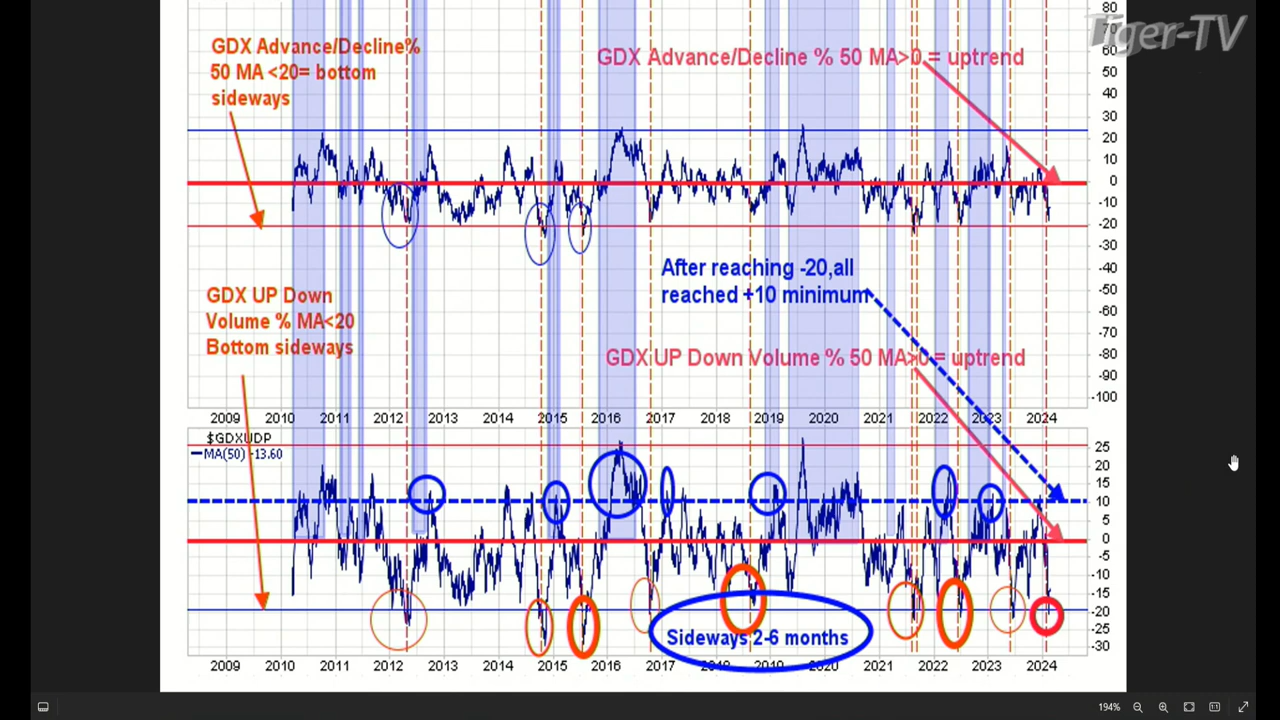 Tiger-TV
80
70
60
50
40
30
20
10
0
-10
-20
-30
-40
-50
-60
-70
-80
-90
-100
GDX Advance/Decline%
50 MA <20= bottom
sideways
GDX Advance/Decline % 50 MA>0 = uptrend
After reaching -20,all
reached +10 minimum
GDX UP Down
Volume % MA<20
Bottom sideways
GDX UP Down Volume % 50 MA>0 = uptrend
2009 2010 2011 2012 2013 2014 2015 2016 2017 2018 2019 2020 2021 2022 2023 2024
$GDXUDP
MA(50) -13.60
25
20
15
10
5
0
-5
-10
-15
-20
-25
-30
Sideways 2-6 months
2009 2010 2011 2012 2013 2014 2015 2016 2017 2018 2019 2020 2021 2022 2023 2024
194%